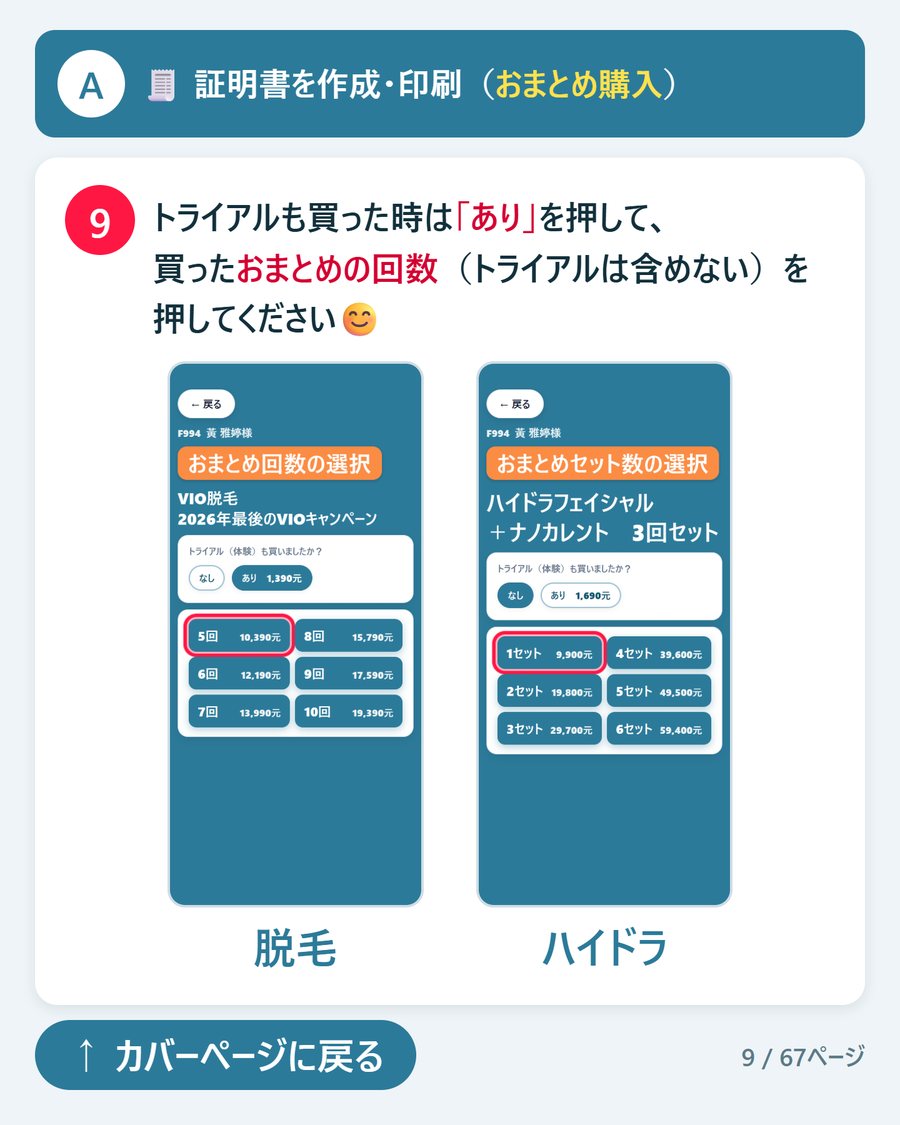 A 🧾 証明書を作成・印刷（おまとめ購入）
9
トライアルも買った時は「あり」を押して、
買ったおまとめの回数（トライアルは含めない）を
押してください😊
← 戻る
F994 黃 雅婷様
おまとめ回数の選択
VIO脱毛
2026年最後のVIOキャンペーン
トライアル（体験）も買いましたか？
なし あり 1,390元
5回 10,390元 8回 15,790元
6回 12,190元 9回 17,590元
7回 13,990元 10回 19,390元
脱毛
← 戻る
F994 黃 雅婷様
おまとめセット数の選択
ハイドラフェイシャル
＋ナノカレント　3回セット
トライアル（体験）も買いましたか？
なし あり 1,690元
1セット 9,900元 4セット 39,600元
2セット 19,800元 5セット 49,500元
3セット 29,700元 6セット 59,400元
ハイドラ
↑ カバーページに戻る
9 / 67ページ